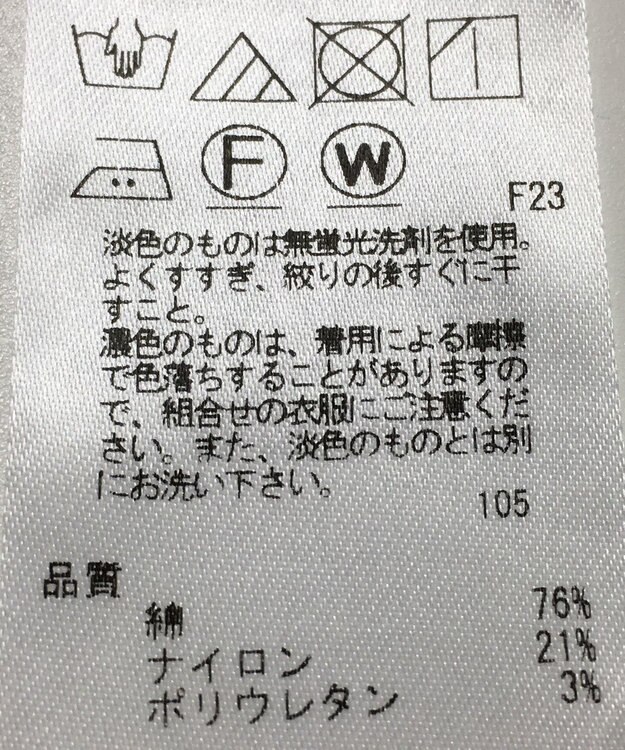 F W
F23
淡色のものは無蛍光洗剤を使用。
よくすすぎ、絞りの後すぐに干
すこと。
濃色のものは、着用による摩擦
で色落ちすることがありますの
で、組合せの衣服にご注意くだ
さい。また、淡色のものとは別
にお洗い下さい。
105
品質
綿 76%
ナイロン 21%
ポリウレタン 3%